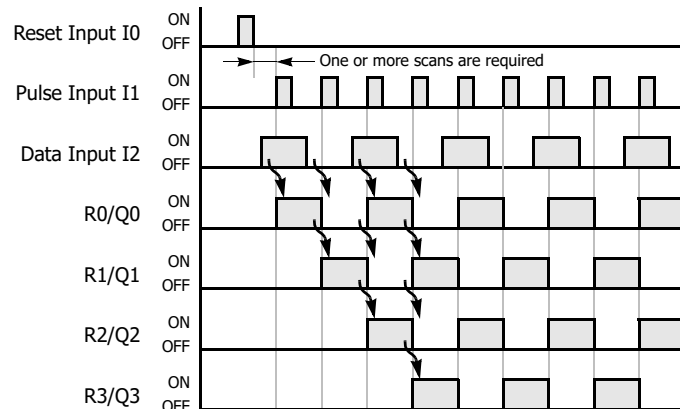 Reset Input I0
ON
OFF
One or more scans are required
Pulse Input I1
ON
OFF
Data Input I2
ON
OFF
R0/Q0
ON
OFF
R1/Q1
ON
OFF
R2/Q2
ON
OFF
R3/Q3
ON
OFF